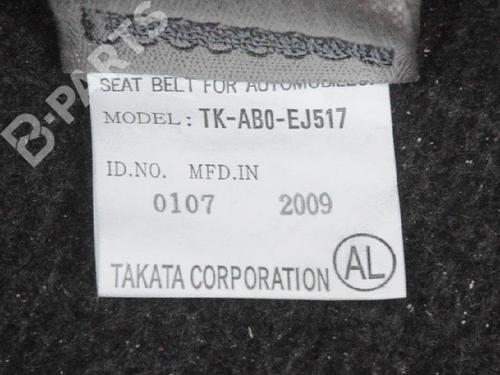 B-PARTS
SEAT BELT FOR AUTOMOBILES.
MODEL: TK-AB0-EJ517
ID.NO. MFD.IN
0107 2009
TAKATA CORPORATION AL